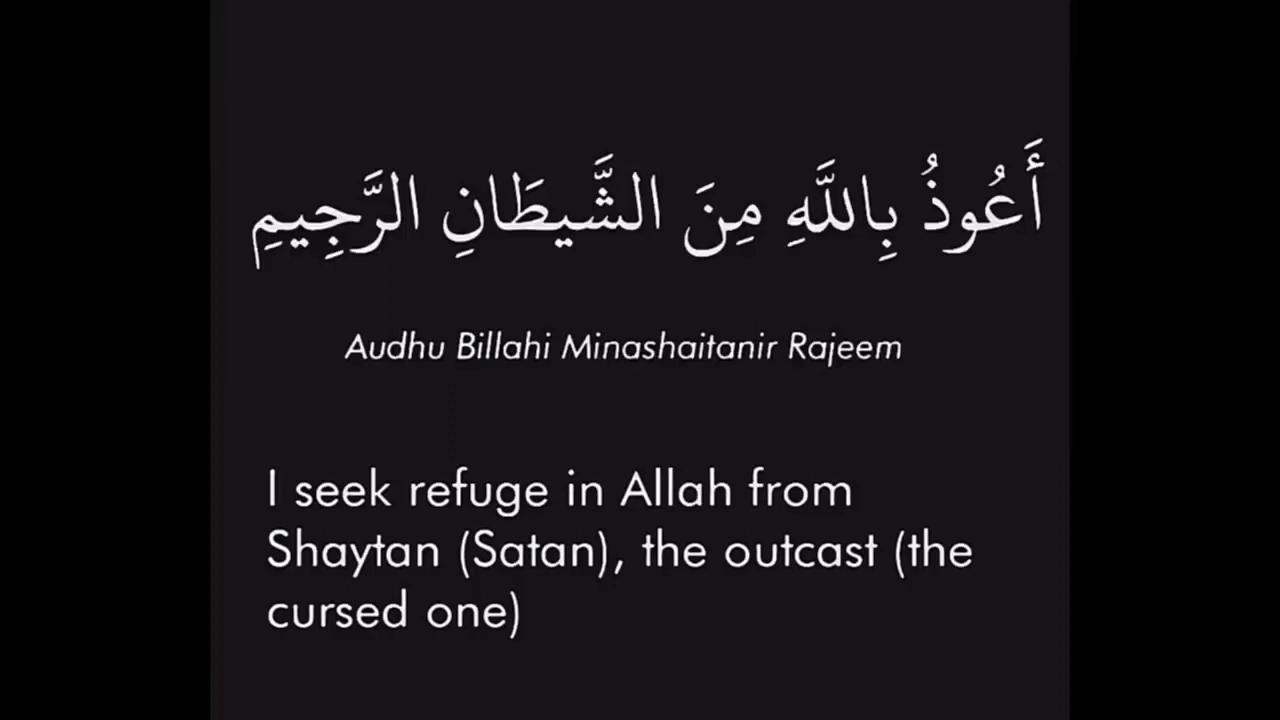 أَعُوذُ بِاللَّهِ مِنَ الشَّيطَانِ الرَّجِيمِ
Audhu Billahi Minashaitanir Rajeem
I seek refuge in Allah from
Shaytan (Satan), the outcast (the
cursed one)